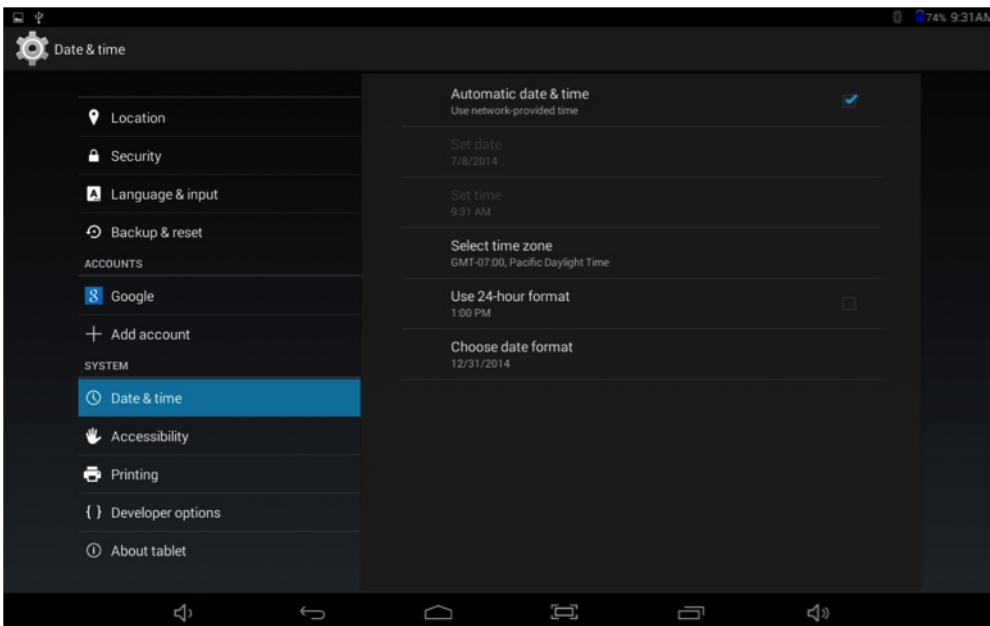 74% 9:31AM
Date & time
Location
Security
Language & input
Backup & reset
ACCOUNTS
Google
Add account
SYSTEM
Date & time
Accessibility
Printing
{ } Developer options
About tablet
Automatic date & time
Use network-provided time
Set date
7/8/2014
Set time
9:31 AM
Select time zone
GMT-07:00, Pacific Daylight Time
Use 24-hour format
1:00 PM
Choose date format
12/31/2014